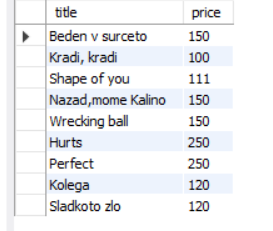 title price
Beden v surceto 150
Kradi, kradi 100
Shape of you 111
Nazad,mome Kalino 150
Wrecking ball 150
Hurts 250
Perfect 250
Kolega 120
Sladkoto zlo 120